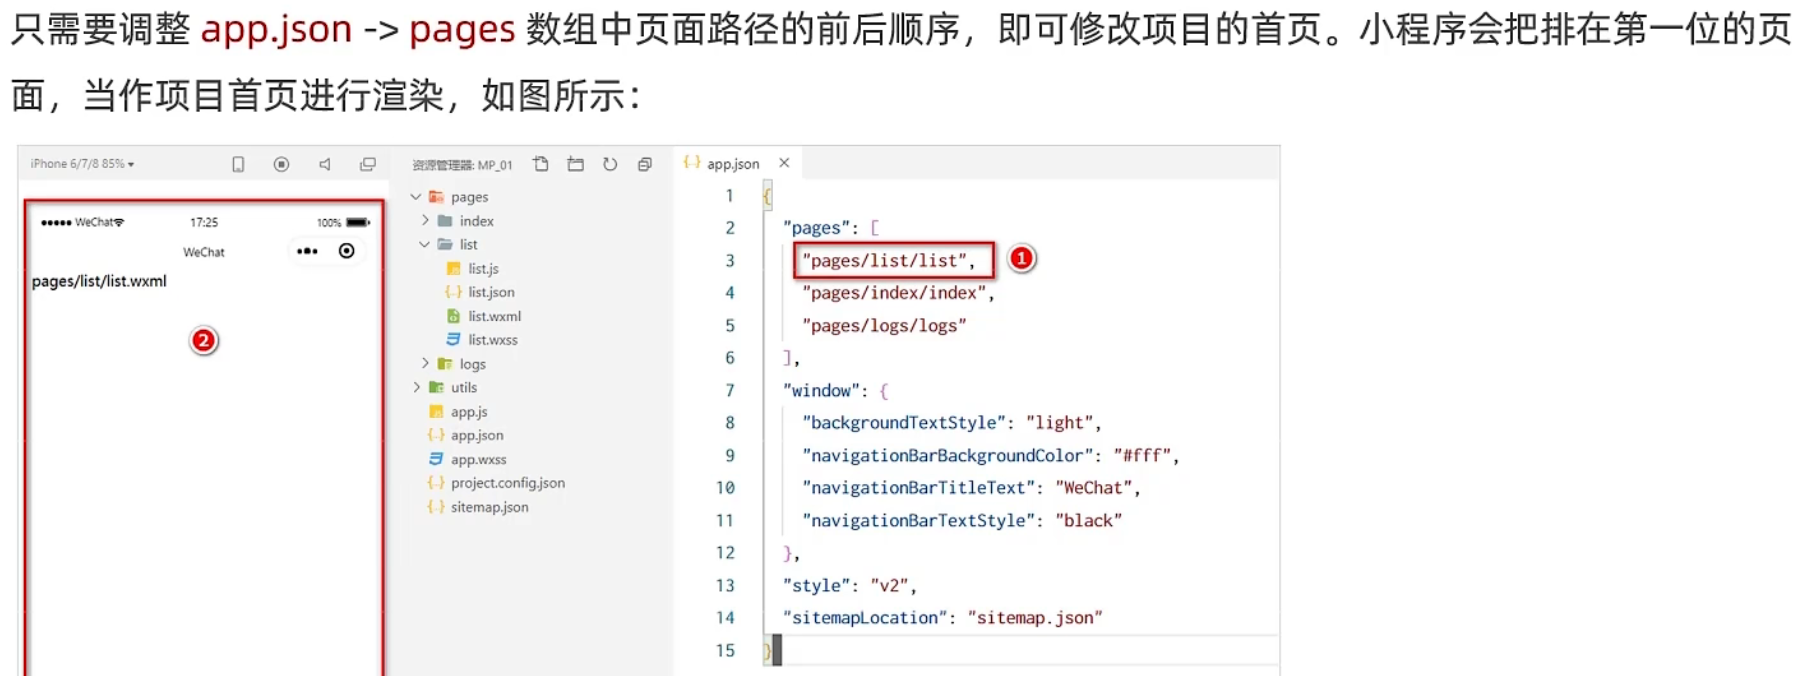 只需要调整 app.json -> pages 数组中页面路径的前后顺序，即可修改项目的首页。小程序会把排在第一位的页
面，当作项目首页进行渲染，如图所示：
iPhone 6/7/8 85%
WeChat 17:25 100%
WeChat
pages/list/list.wxml
2
资源管理器: MP_01
pages
index
list
list.js
list.json
list.wxml
list.wxss
logs
utils
app.js
app.json
app.wxss
project.config.json
sitemap.json
app.json
1 {
2 "pages": [
3 "pages/list/list", 1
4 "pages/index/index",
5 "pages/logs/logs"
6 ],
7 "window": {
8 "backgroundTextStyle": "light",
9 "navigationBarBackgroundColor": "#fff",
10 "navigationBarTitleText": "WeChat",
11 "navigationBarTextStyle": "black"
12 },
13 "style": "v2",
14 "sitemapLocation": "sitemap.json"
15 }